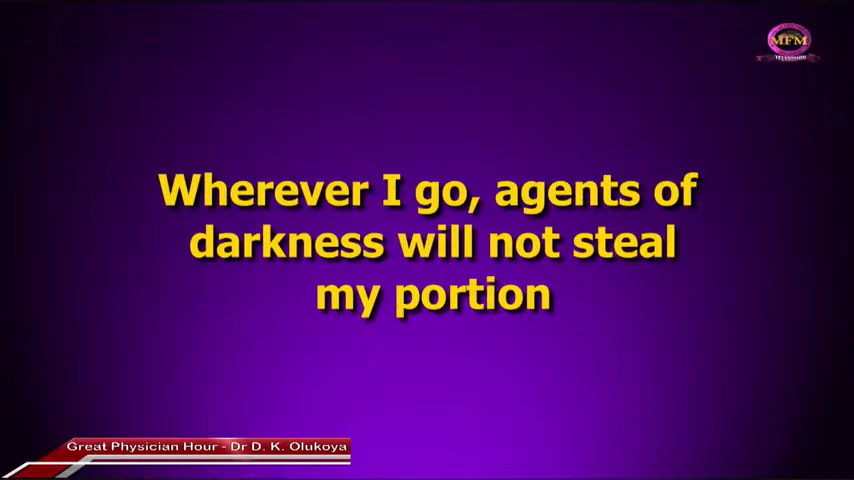 MFM
TELEVISION
Wherever I go, agents of
darkness will not steal
my portion
Great Physician Hour - Dr D. K. Olukoya